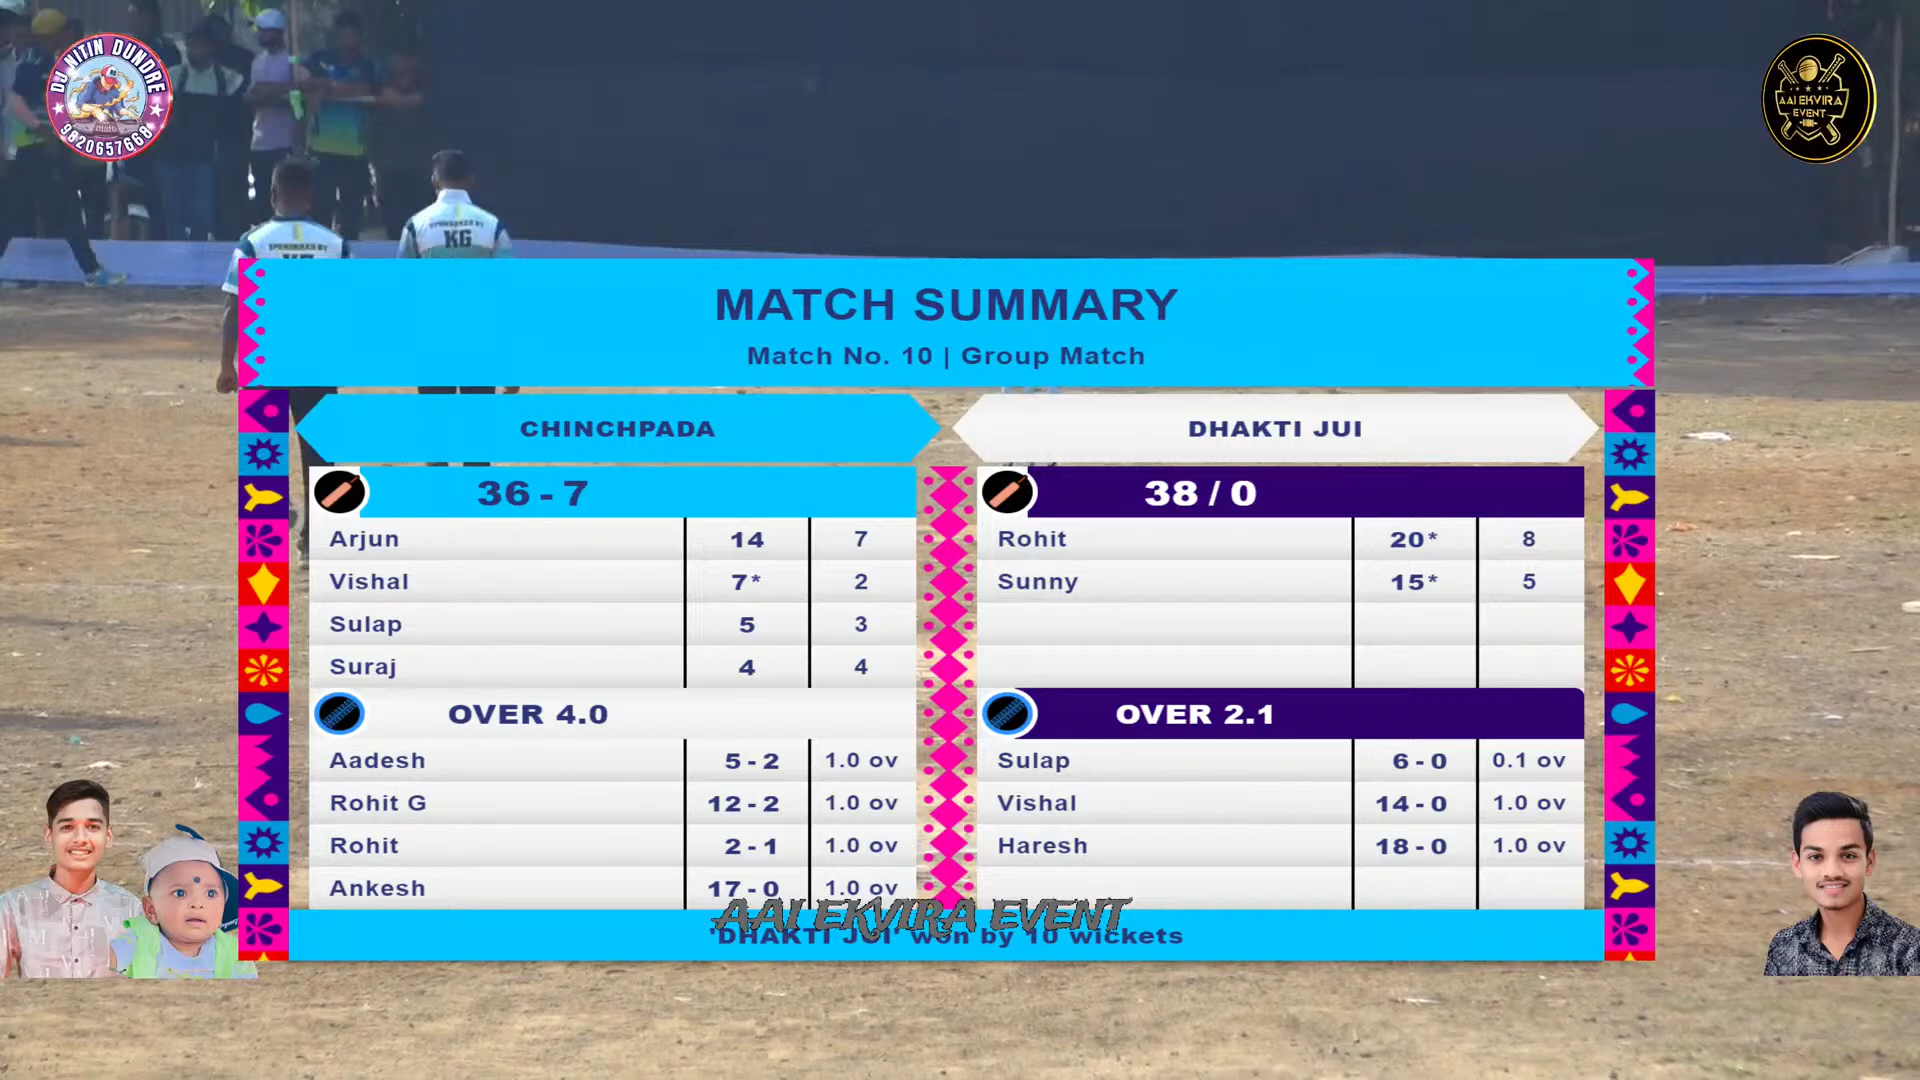 DJ NITIN DUNDRE
9820657668
AAI EKVIRA
EVENT
SPONSORED BY
KG
MATCH SUMMARY
Match No. 10 | Group Match
CHINCHPADA
36 - 7
Arjun 14 7
Vishal 7* 2
Sulap 5 3
Suraj 4 4
OVER 4.0
Aadesh 5 - 2 1.0 ov
Rohit G 12 - 2 1.0 ov
Rohit 2 - 1 1.0 ov
Ankesh 17 - 0 1.0 ov
DHAKTI JUI
38 / 0
Rohit 20* 8
Sunny 15* 5
OVER 2.1
Sulap 6 - 0 0.1 ov
Vishal 14 - 0 1.0 ov
Haresh 18 - 0 1.0 ov
AAI EKVIRA EVENT
'DHAKTI JUI' won by 10 wickets